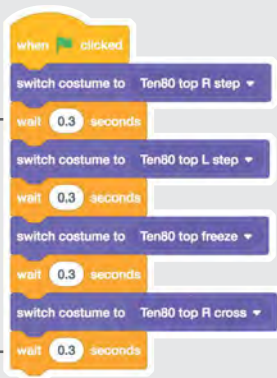 when clicked
switch costume to Ten80 top R step
wait 0.3 seconds
switch costume to Ten80 top L step
wait 0.3 seconds
switch costume to Ten80 top freeze
wait 0.3 seconds
switch costume to Ten80 top R cross
wait 0.3 seconds